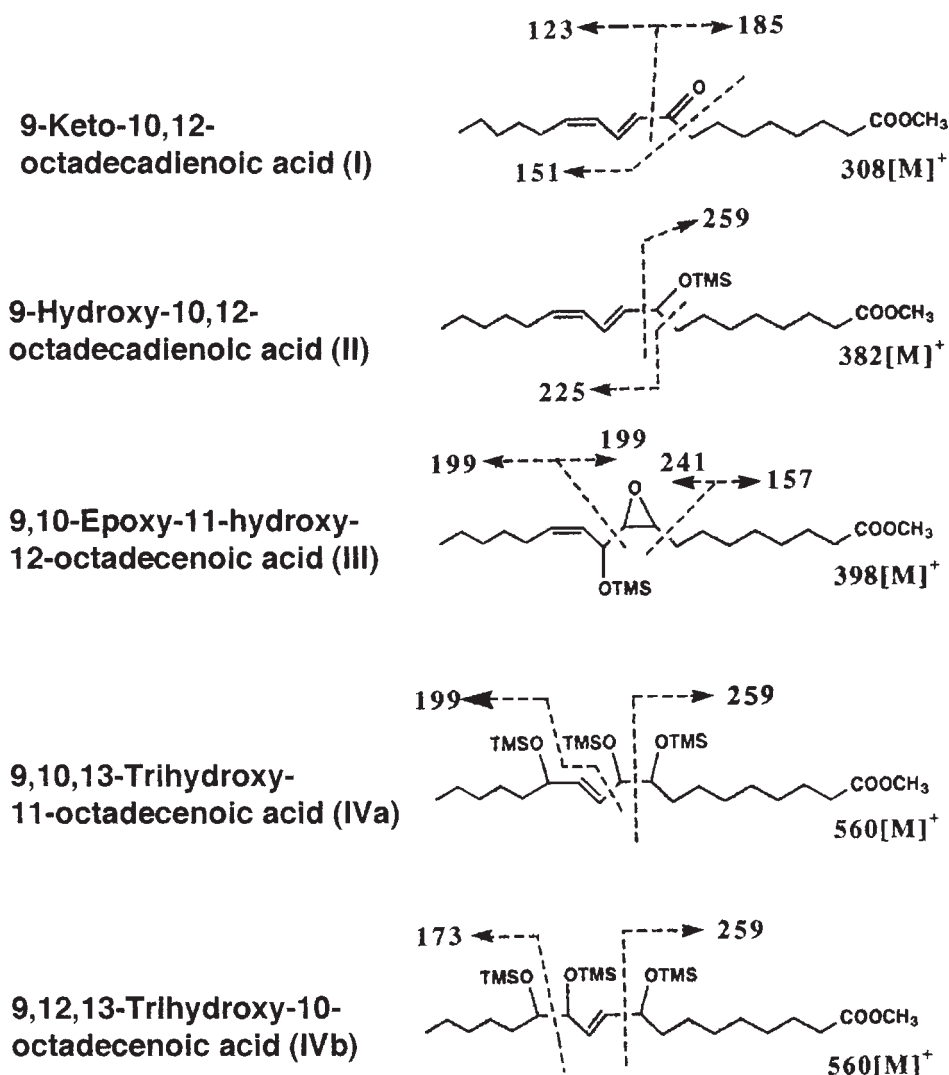 123 185
O
9-Keto-10,12-
octadecadienoic acid (I)
COOCH3
151
308[M]+
259
OTMS
9-Hydroxy-10,12-
octadecadienoic acid (II)
COOCH3
382[M]+
225
199 199
241 157
O
9,10-Epoxy-11-hydroxy-
12-octadecenoic acid (III)
COOCH3
OTMS
398[M]+
199 259
TMSO TMSO OTMS
9,10,13-Trihydroxy-
11-octadecenoic acid (IVa)
COOCH3
560[M]+
173 259
TMSO OTMS OTMS
9,12,13-Trihydroxy-10-
octadecenoic acid (IVb)
COOCH3
560[M]+